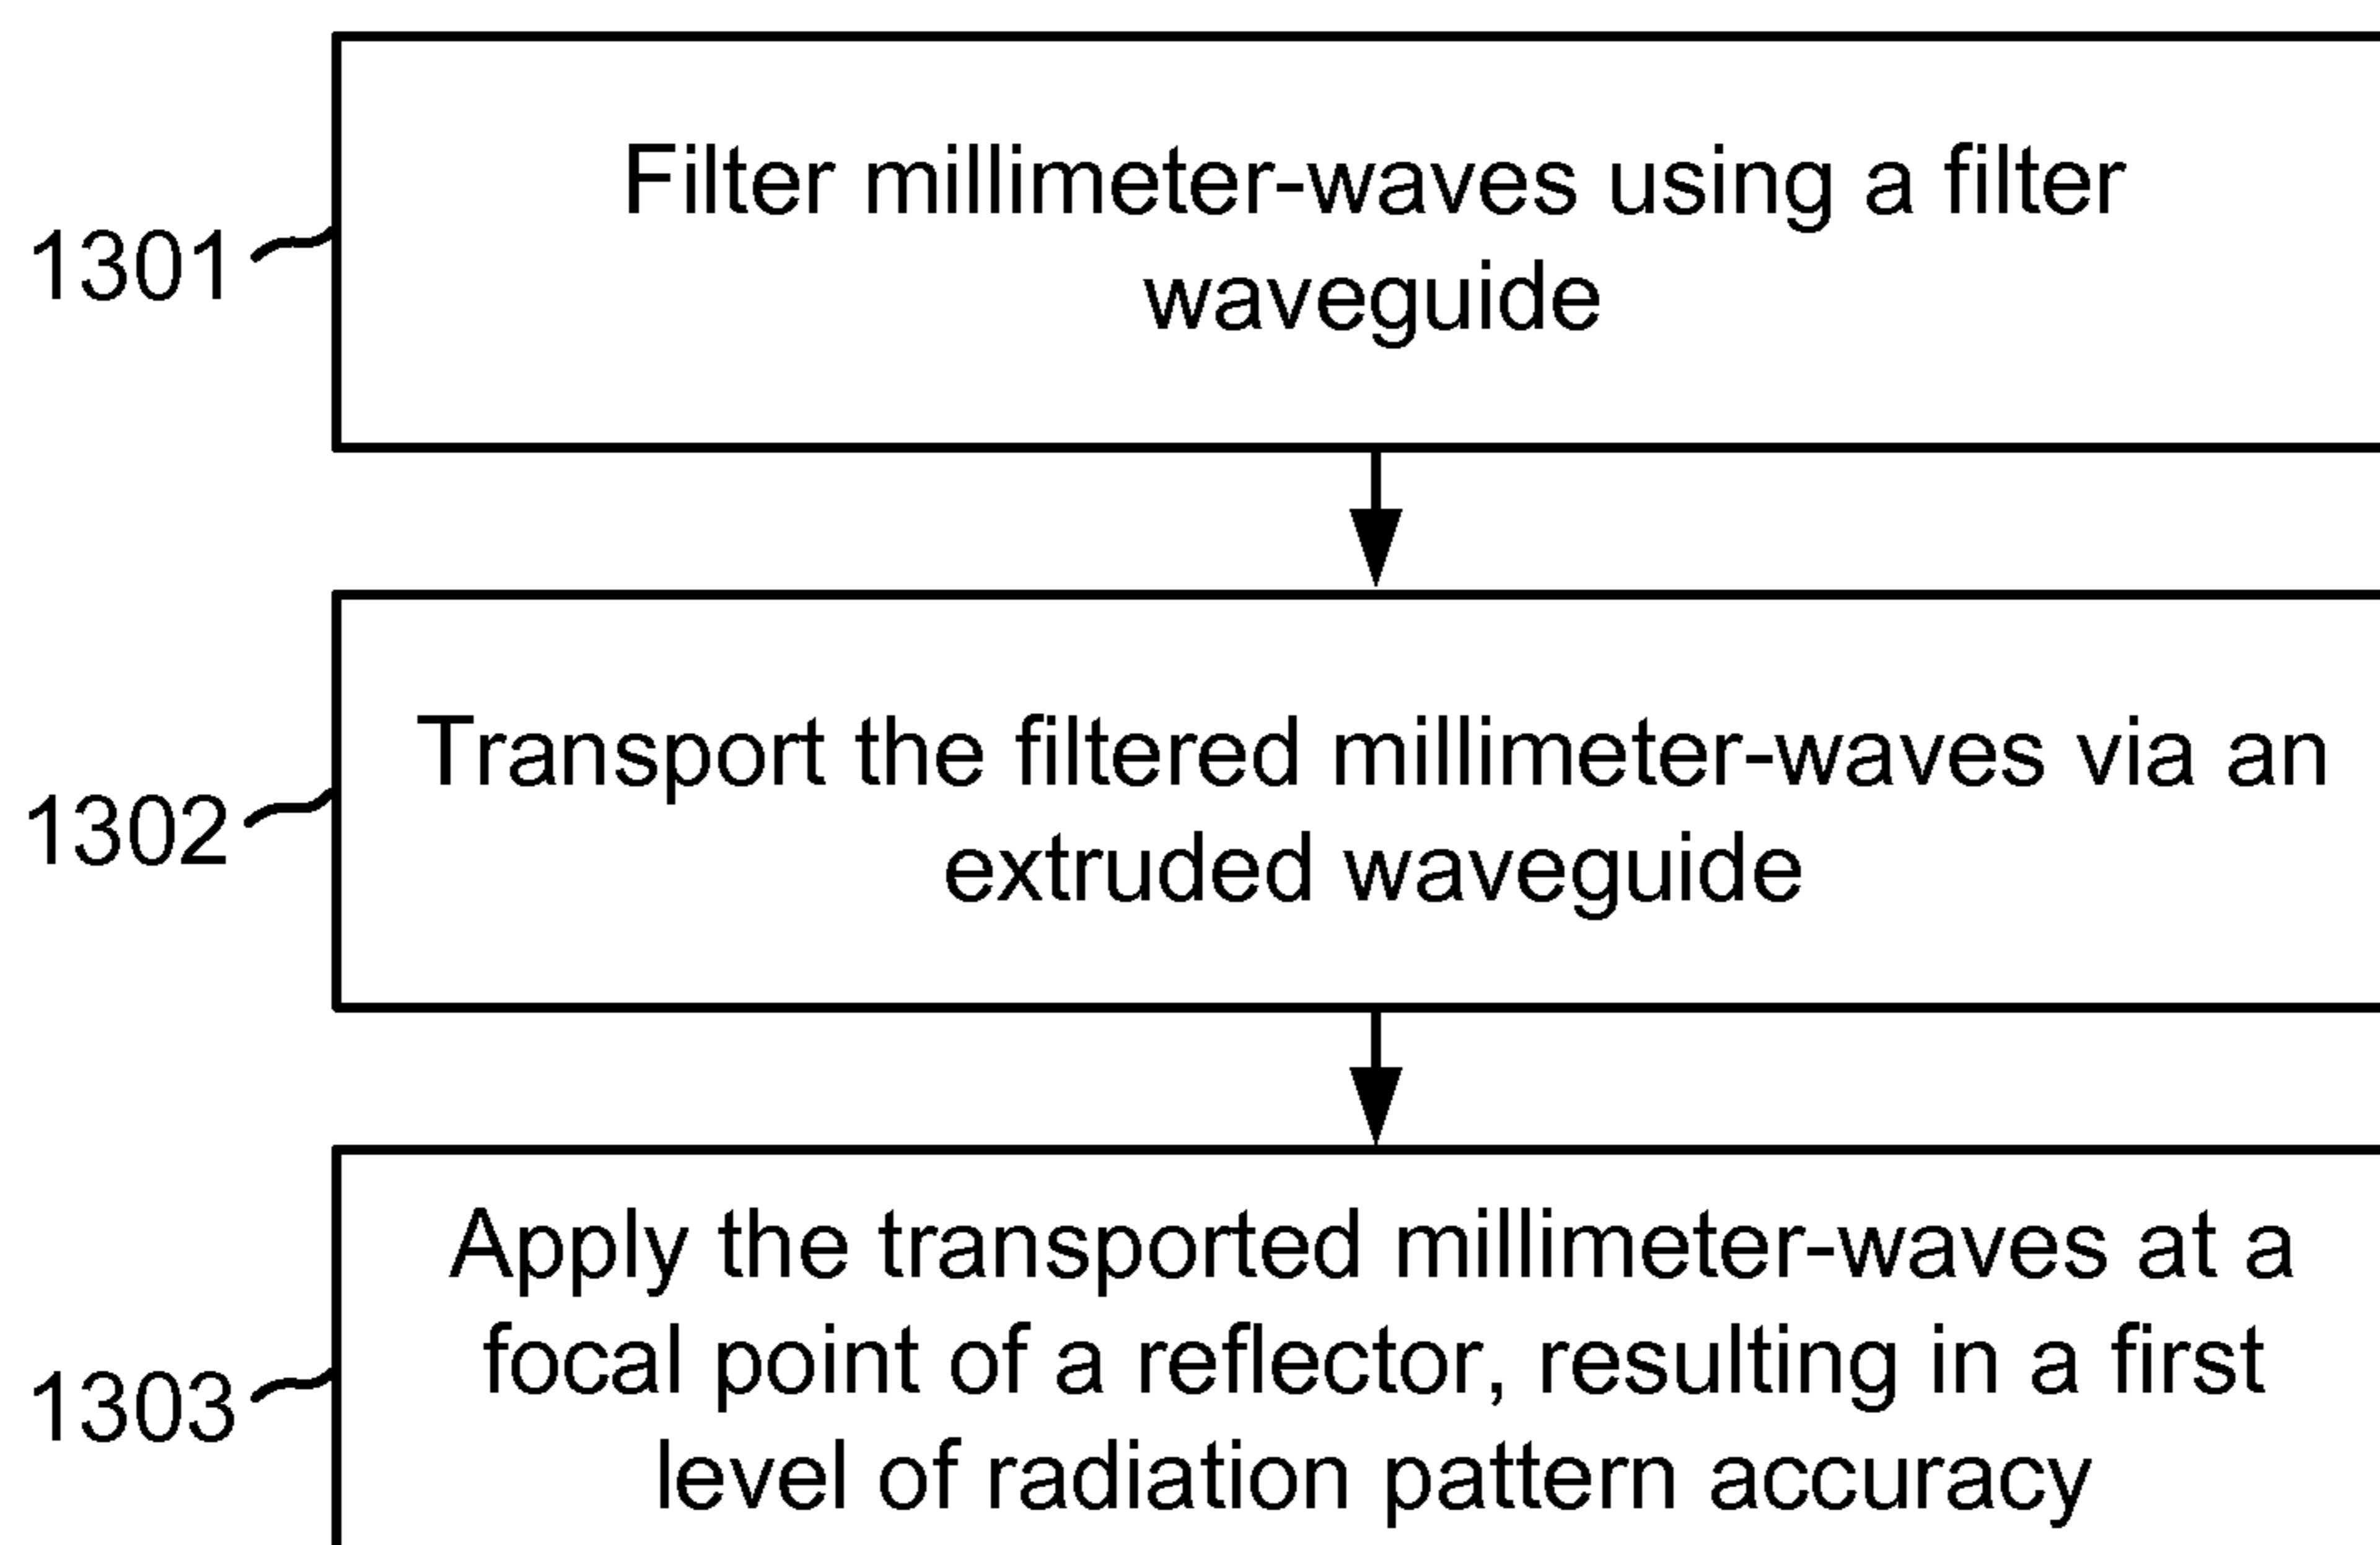 Filter millimeter-waves using a filter
waveguide
1301
Transport the filtered millimeter-waves via an
extruded waveguide
1302
Apply the transported millimeter-waves at a
focal point of a reflector, resulting in a first
level of radiation pattern accuracy
1303